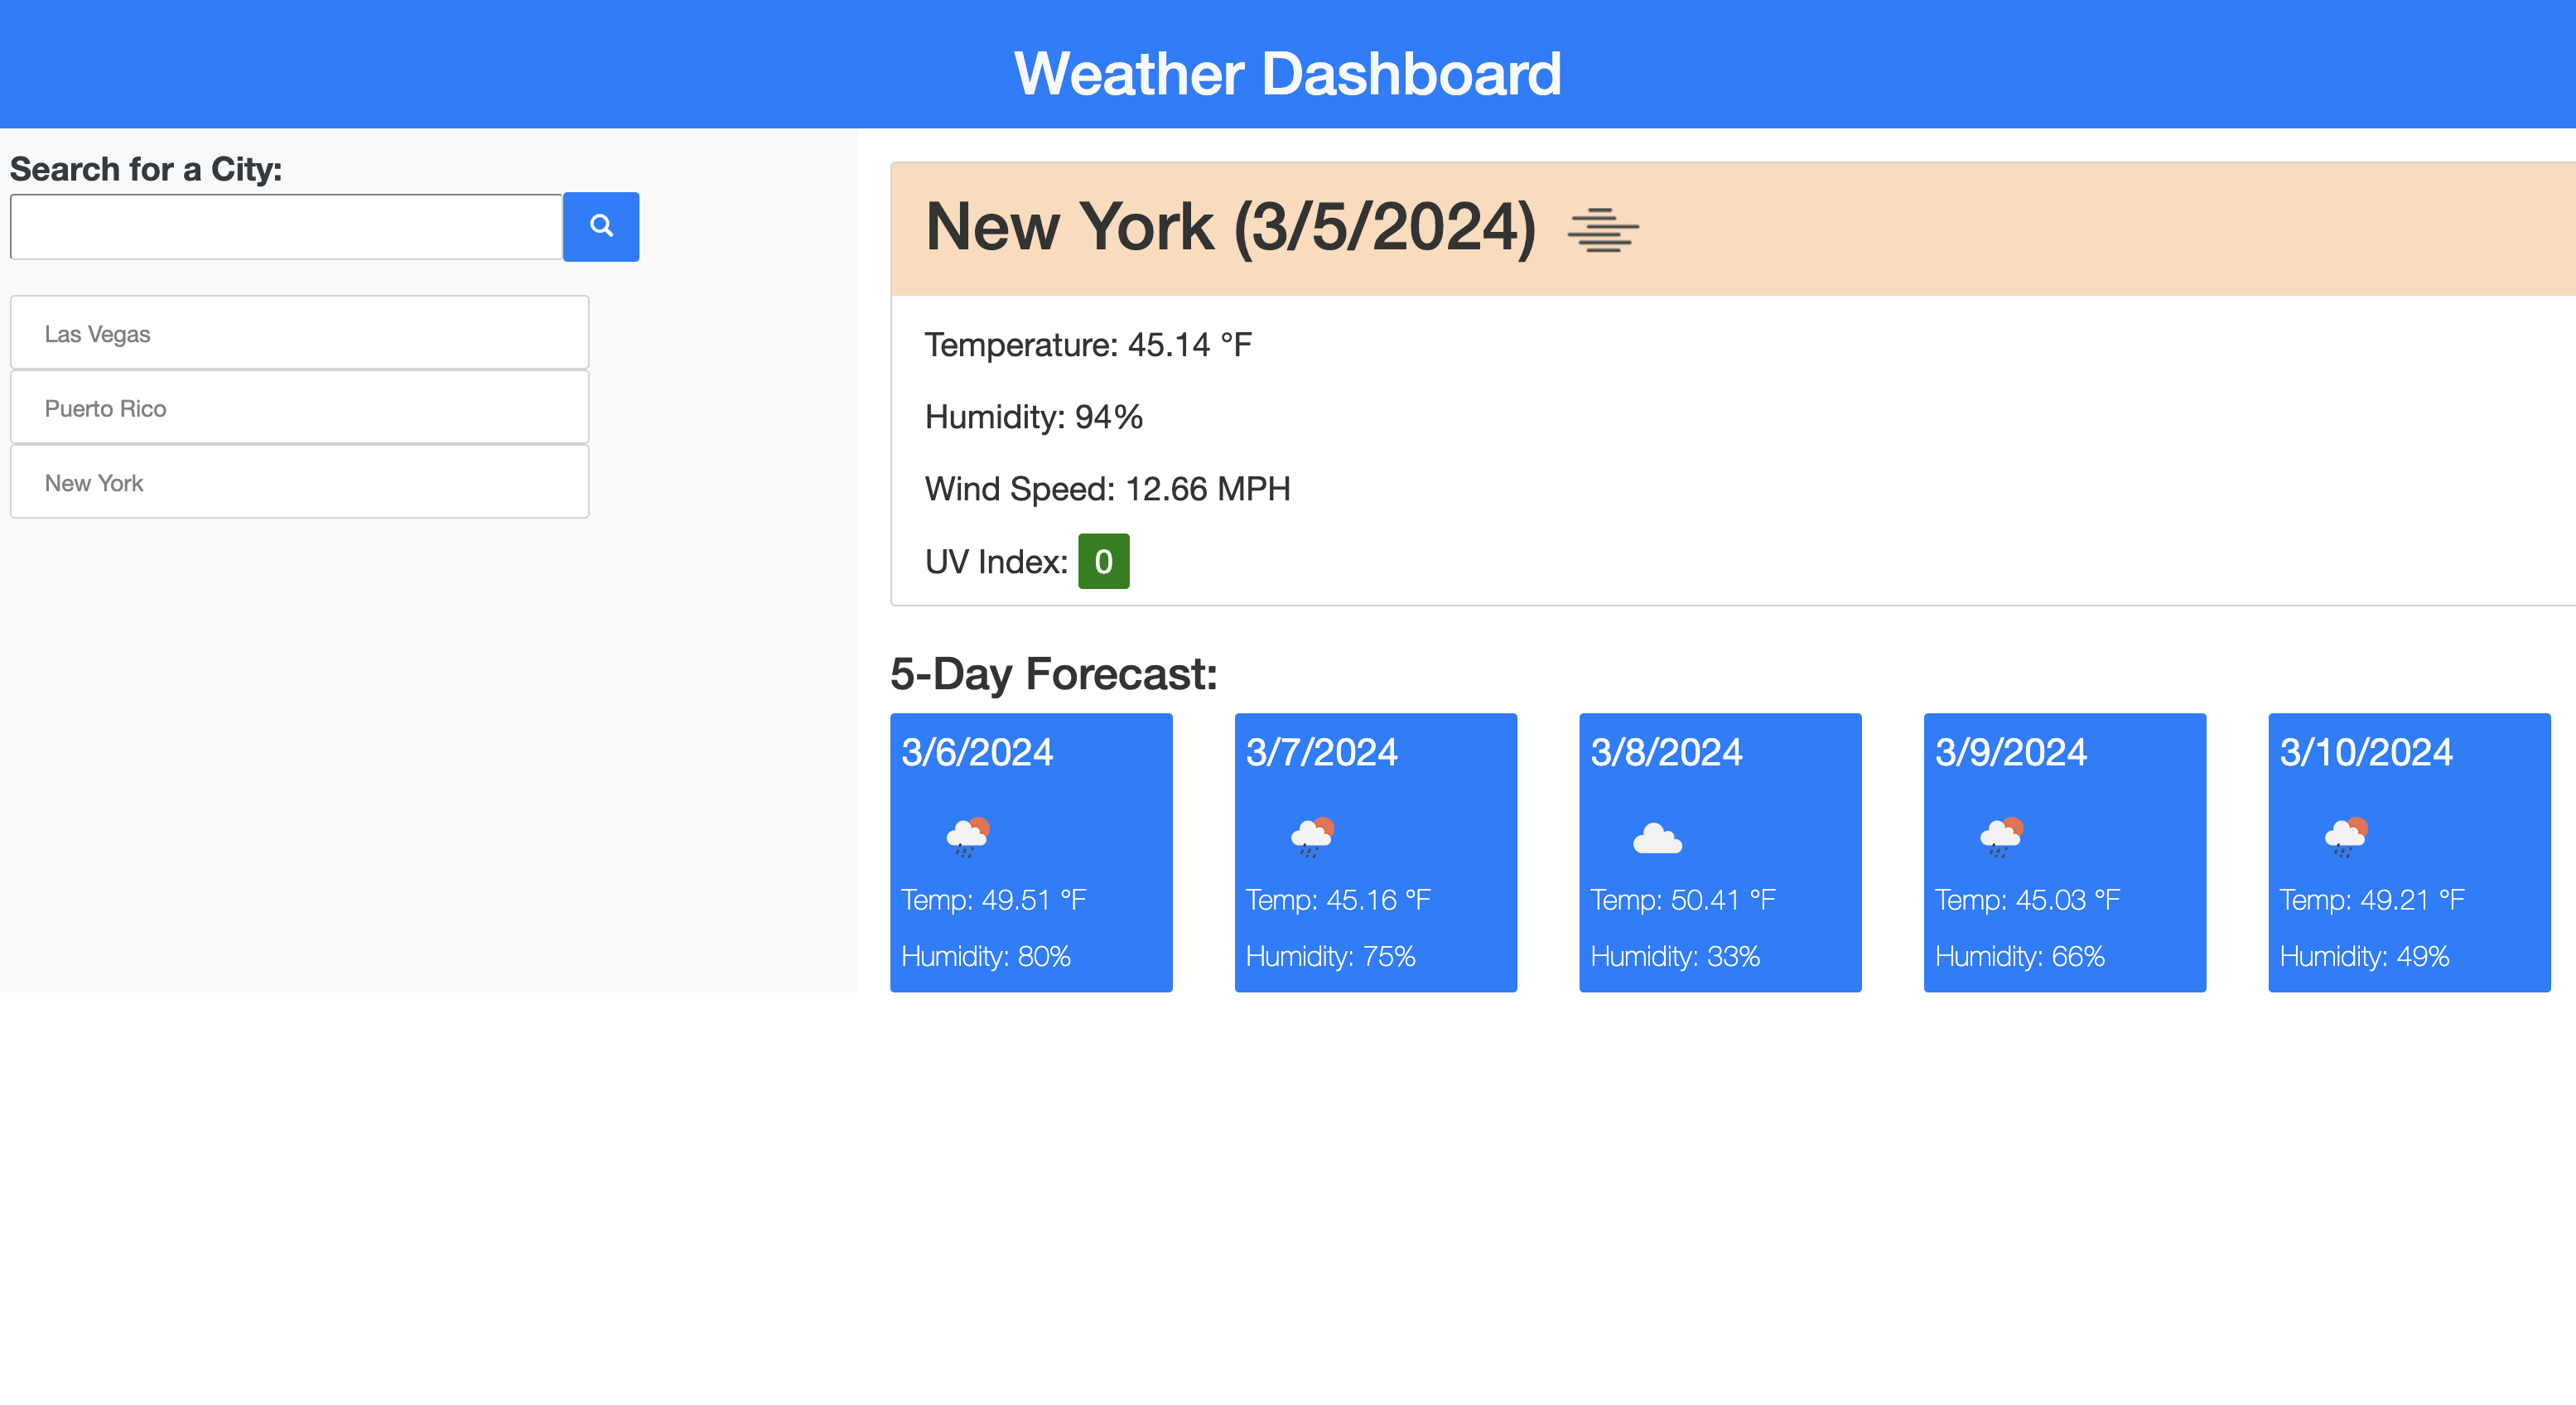 Weather Dashboard
Search for a City:
Las Vegas
Puerto Rico
New York
New York (3/5/2024)
Temperature: 45.14 °F
Humidity: 94%
Wind Speed: 12.66 MPH
UV Index: 0
5-Day Forecast:
3/6/2024
Temp: 49.51 °F
Humidity: 80%
3/7/2024
Temp: 45.16 °F
Humidity: 75%
3/8/2024
Temp: 50.41 °F
Humidity: 33%
3/9/2024
Temp: 45.03 °F
Humidity: 66%
3/10/2024
Temp: 49.21 °F
Humidity: 49%